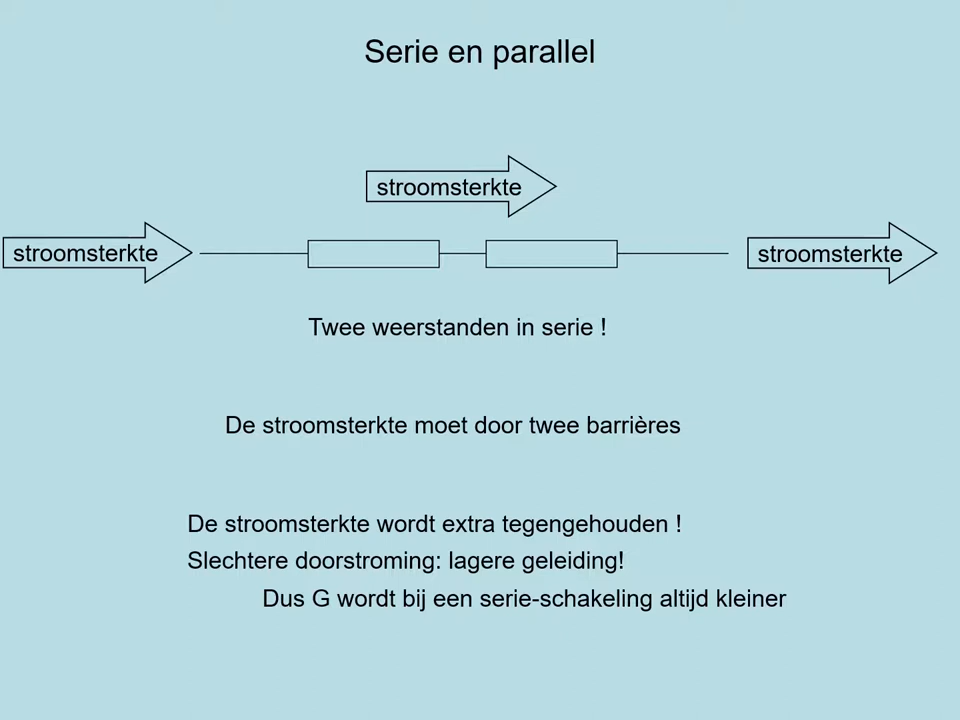 Serie en parallel
stroomsterkte
stroomsterkte
stroomsterkte
Twee weerstanden in serie !
De stroomsterkte moet door twee barrières
De stroomsterkte wordt extra tegengehouden !
Slechtere doorstroming: lagere geleiding!
Dus G wordt bij een serie-schakeling altijd kleiner